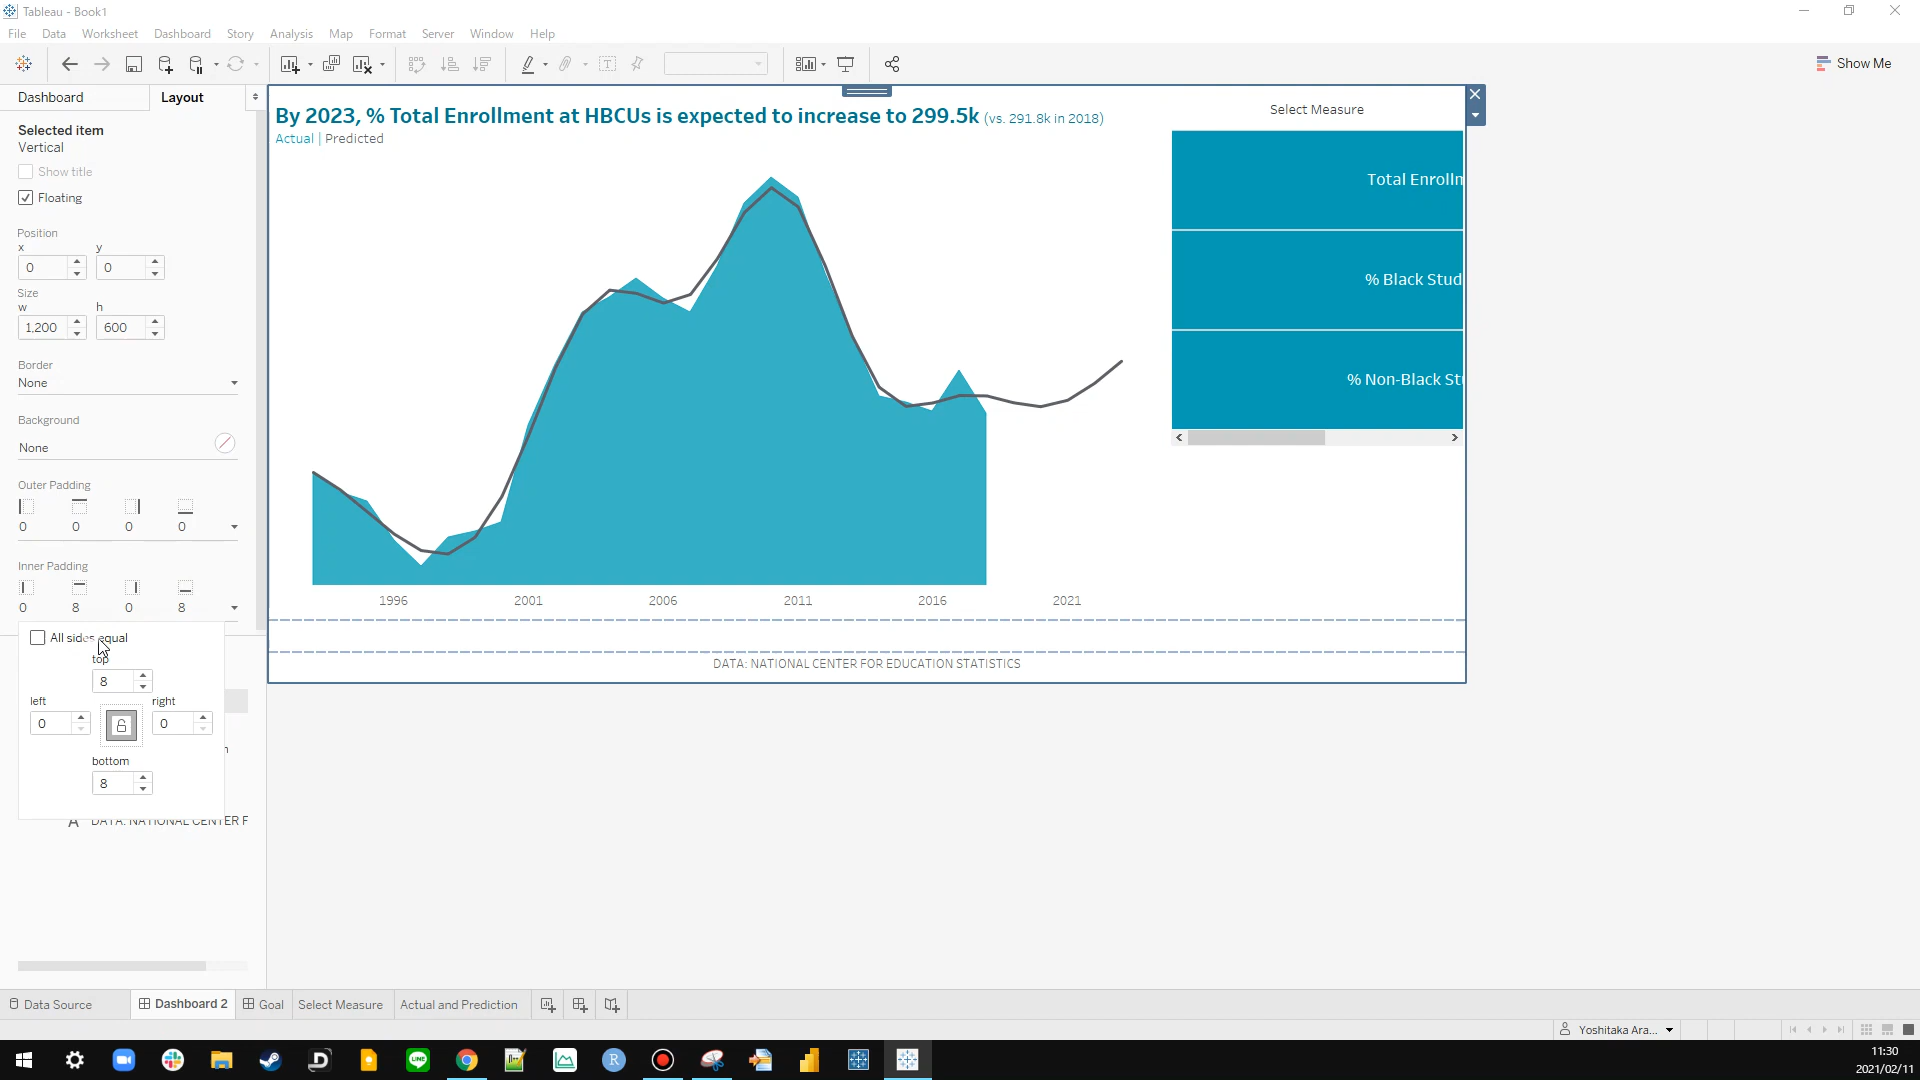 Tableau - Book1
File Data Worksheet Dashboard Story Analysis Map Format Server Window Help
Show Me
Dashboard Layout
Selected item
Vertical
Show title
Floating
Position
x y
0 0
Size
w h
1,200 600
Border
None
Background
None
Outer Padding
0 0 0 0
Inner Padding
0 8 0 8
All sides equal
top
8
left right
0 0
bottom
8
A DATA: NATIONAL CENTER F
By 2023, % Total Enrollment at HBCUs is expected to increase to 299.5k (vs. 291.8k in 2018)
Actual | Predicted
Select Measure
Total Enrollm
% Black Stud
% Non-Black Stu
1996 2001 2006 2011 2016 2021
DATA: NATIONAL CENTER FOR EDUCATION STATISTICS
Data Source Dashboard 2 Goal Select Measure Actual and Prediction
Yoshitaka Ara...
LINE
R
11:30
2021/02/11